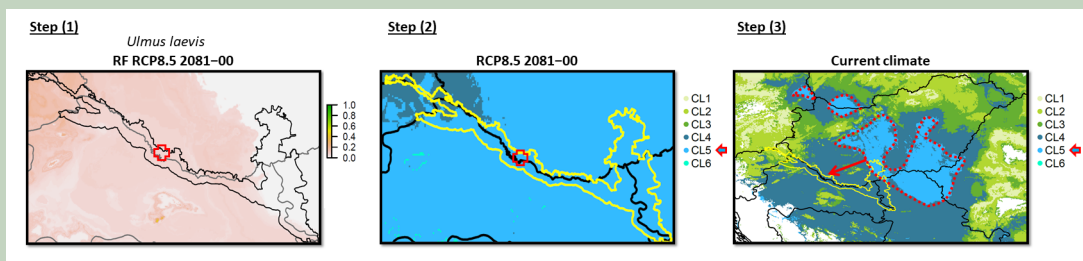 Step (1)
Ulmus laevis
RF RCP8.5 2081–00
1.0
0.8
0.6
0.4
0.2
0.0
Step (2)
RCP8.5 2081–00
CL1
CL2
CL3
CL4
CL5
CL6
Step (3)
Current climate
CL1
CL2
CL3
CL4
CL5
CL6